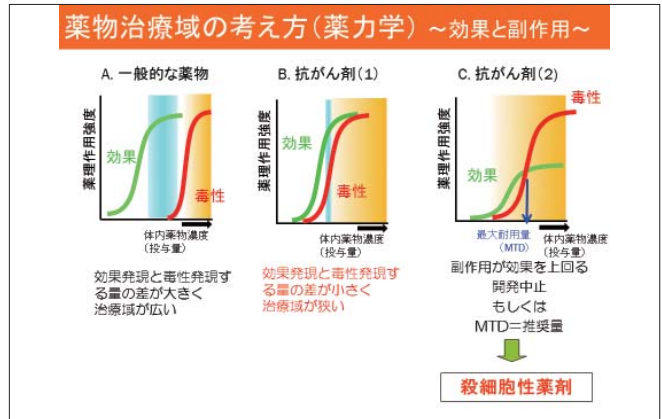 薬物治療域の考え方(薬力学) ～効果と副作用～
A. 一般的な薬物
薬理作用強度
効果
毒性
体内薬物濃度
(投与量)
効果発現と毒性発現す
る量の差が大きく
治療域が広い
B. 抗がん剤(1)
薬理作用強度
効果
毒性
体内薬物濃度
(投与量)
効果発現と毒性発現す
る量の差が小さく
治療域が狭い
C. 抗がん剤(2)
薬理作用強度
毒性
効果
最大耐用量
(MTD)
体内薬物濃度
(投与量)
副作用が効果を上回る
開発中止
もしくは
MTD=推奨量
殺細胞性薬剤